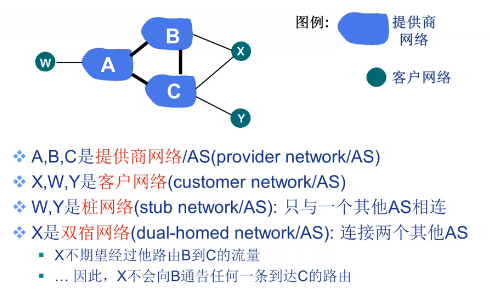 图例:
提供商
网络
客户网络
W
A
B
C
X
Y
❖ A,B,C是提供商网络/AS(provider network/AS)
❖ X,W,Y是客户网络(customer network/AS)
❖ W,Y是桩网络(stub network/AS): 只与一个其他AS相连
❖ X是双宿网络(dual-homed network/AS): 连接两个其他AS
▪ X不期望经过他路由B到C的流量
▪ … 因此，X不会向B通告任何一条到达C的路由